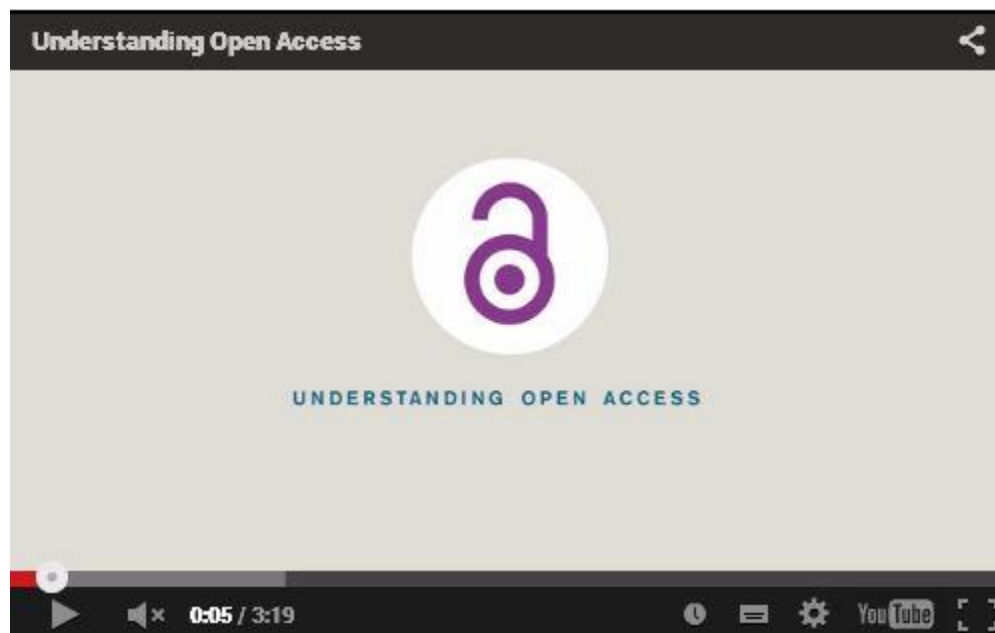 Understanding Open Access
UNDERSTANDING OPEN ACCESS
0:05 / 3:19
YouTube